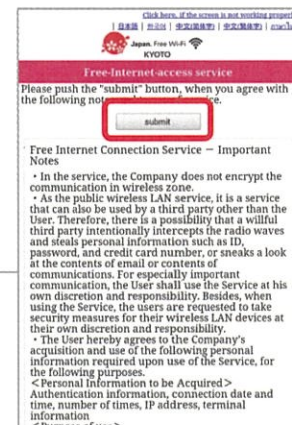 Click here, if the screen is not working properl
| 日本語 | 한국어 | 中文(简体字) | 中文(繁体字) |
Japan. Free Wi-Fi
KYOTO
Free-Internet-access service
Please push the "submit" button, when you agree with
the following
submit
Free Internet Connection Service — Important
Notes
・In the service, the Company does not encrypt the
communication in wireless zone.
・As the public wireless LAN service, it is a service
that can also be used by a third party other than the
User. Therefore, there is a possibility that a willful
third party intentionally intercepts the radio waves
and steals personal information such as ID,
password, and credit card number, or sneaks a look
at the contents of email or contents of
communications. For especially important
communication, the User shall use the Service at his
own discretion and responsibility. Besides, when
using the Service, the users are requested to take
security measures for their wireless LAN devices at
their own discretion and responsibility.
・The User hereby agrees to the Company's
acquisition and use of the following personal
information required upon use of the Service, for
the following purposes.
<Personal Information to be Acquired>
Authentication information, connection date and
time, number of times, IP address, terminal
information